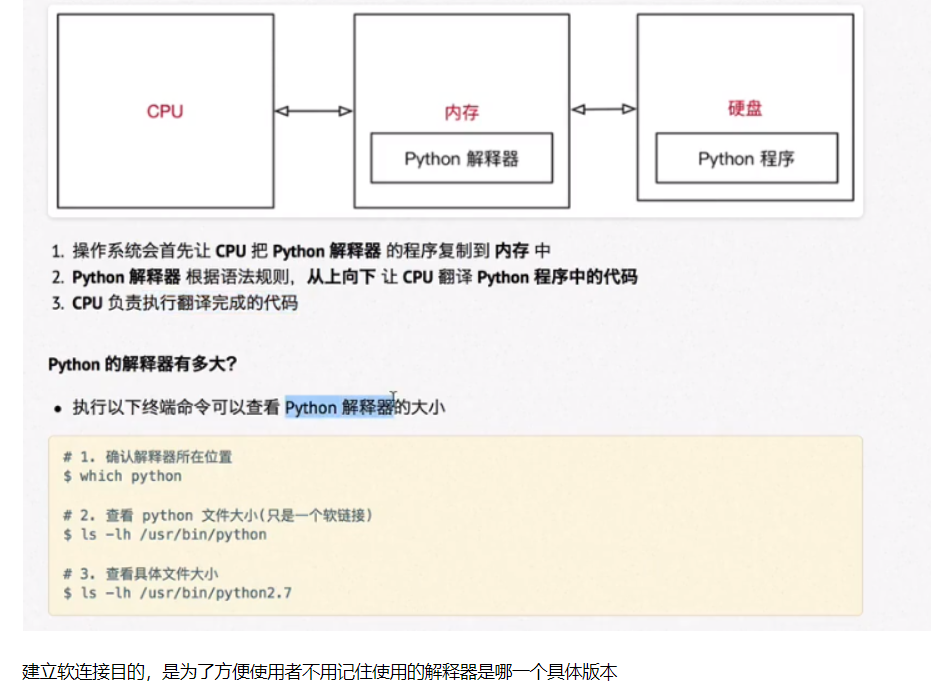 CPU
内存
硬盘
Python 解释器
Python 程序
1. 操作系统会首先让 CPU 把 Python 解释器 的程序复制到 内存 中
2. Python 解释器 根据语法规则，从上向下 让 CPU 翻译 Python 程序中的代码
3. CPU 负责执行翻译完成的代码
Python 的解释器有多大？
• 执行以下终端命令可以查看 Python 解释器的大小
# 1. 确认解释器所在位置
$ which python
# 2. 查看 python 文件大小(只是一个软链接)
$ ls -lh /usr/bin/python
# 3. 查看具体文件大小
$ ls -lh /usr/bin/python2.7
建立软连接目的，是为了方便使用者不用记住使用的解释器是哪一个具体版本